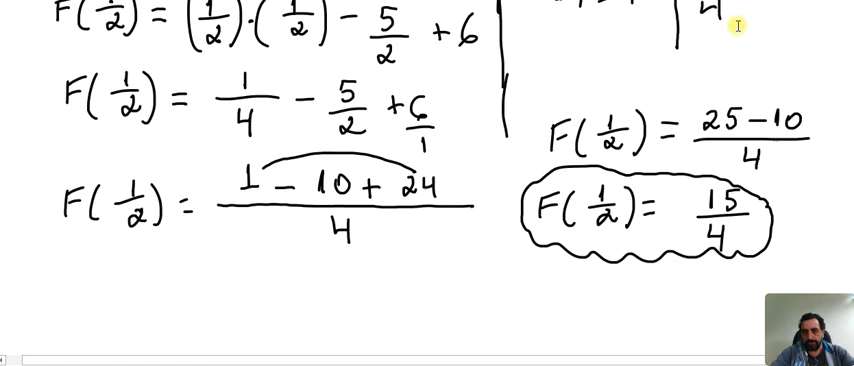 F(1/2) = (1/2)·(1/2) − 5/2 + 6
F(1/2) = 1/4 − 5/2 + 6/1
F(1/2) = (1 − 10 + 24)/4
4
F(1/2) = (25 − 10)/4
F(1/2) = 15/4